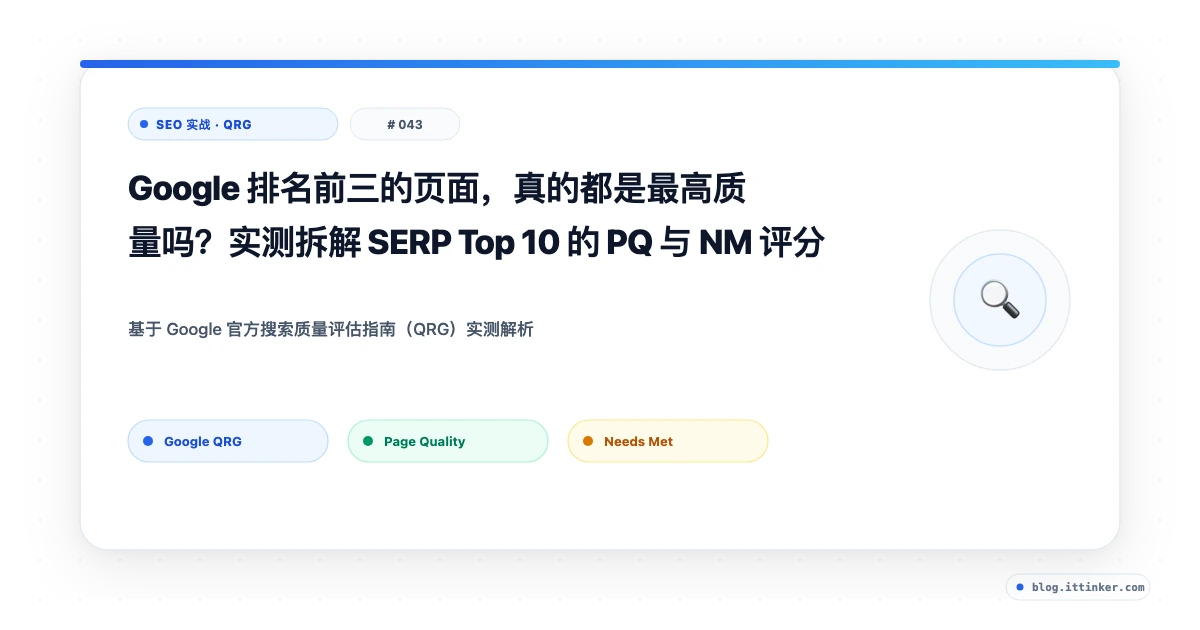 SEO 实战 · QRG
# 043
Google 排名前三的页面，真的都是最高质
量吗？实测拆解 SERP Top 10 的 PQ 与 NM 评分
基于 Google 官方搜索质量评估指南（QRG）实测解析
Google QRG
Page Quality
Needs Met
blog.ittinker.com